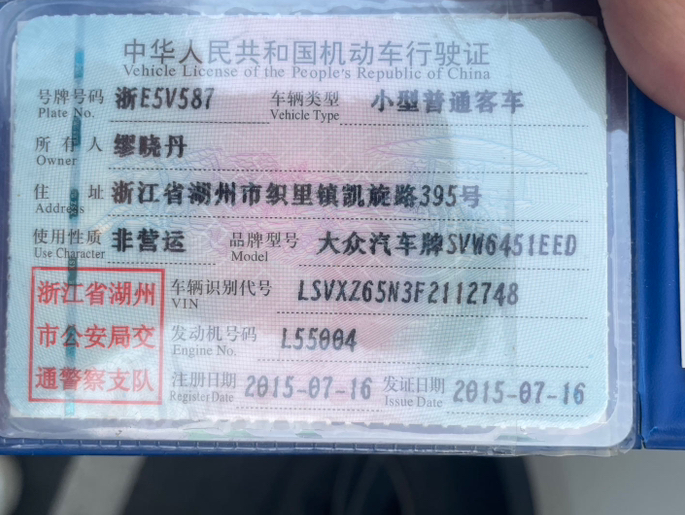 中华人民共和国机动车行驶证
Vehicle License of the People's Republic of China
号牌号码 浙E5V587 车辆类型 小型普通客车
Plate No. Vehicle Type
所有人 缪晓丹
Owner
住址 浙江省湖州市织里镇凯旋路395号
Address
使用性质 非营运 品牌型号 大众汽车牌SVW6451EED
Use Character Model
浙江省湖州 车辆识别代号 LSVXZ65N3F2112748
VIN
市公安局交 发动机号码 L55004
Engine No.
通警察支队 注册日期 2015-07-16 发证日期 2015-07-16
Register Date Issue Date